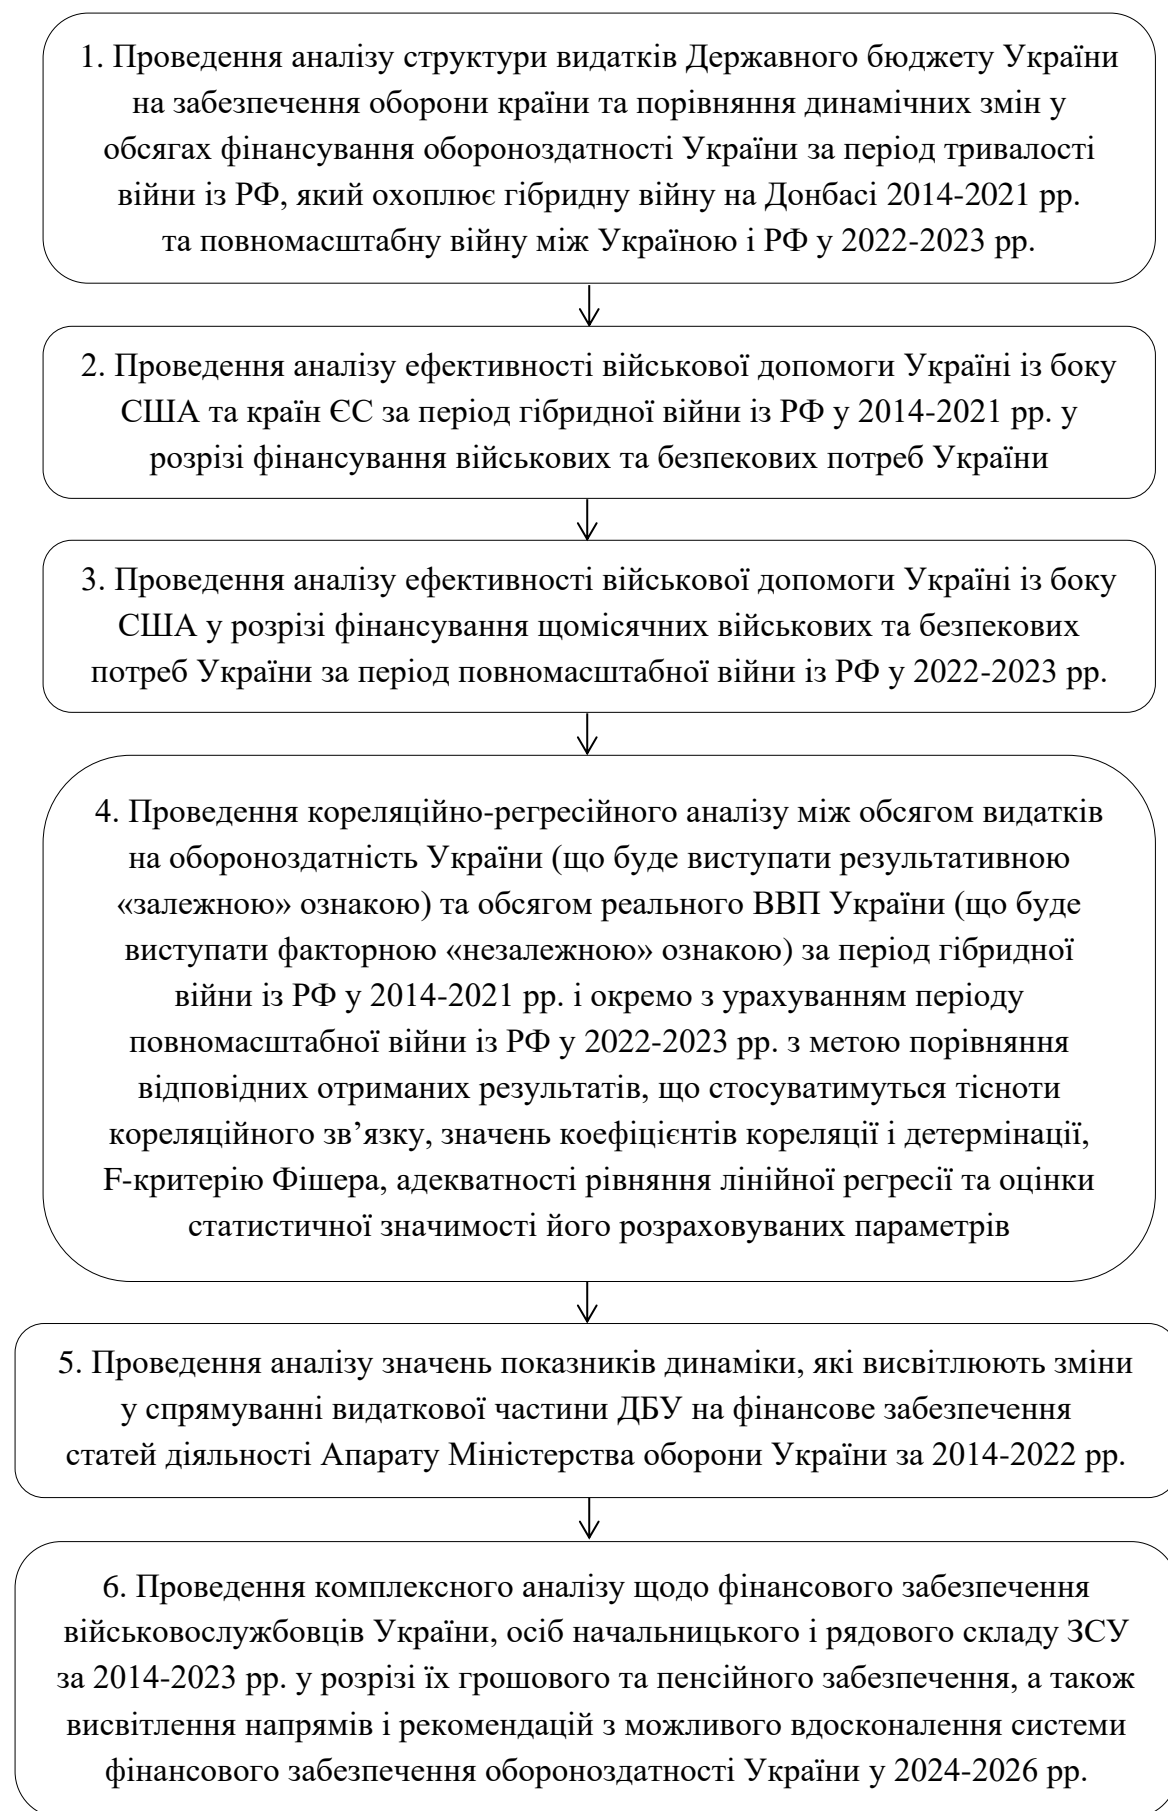 1. Проведення аналізу структури видатків Державного бюджету України
на забезпечення оборони країни та порівняння динамічних змін у
обсягах фінансування обороноздатності України за період тривалості
війни із РФ, який охоплює гібридну війну на Донбасі 2014-2021 рр.
та повномасштабну війну між Україною і РФ у 2022-2023 рр.
2. Проведення аналізу ефективності військової допомоги Україні із боку
США та країн ЄС за період гібридної війни із РФ у 2014-2021 рр. у
розрізі фінансування військових та безпекових потреб України
3. Проведення аналізу ефективності військової допомоги Україні із боку
США у розрізі фінансування щомісячних військових та безпекових
потреб України за період повномасштабної війни із РФ у 2022-2023 рр.
4. Проведення кореляційно-регресійного аналізу між обсягом видатків
на обороноздатність України (що буде виступати результативною
«залежною» ознакою) та обсягом реального ВВП України (що буде
виступати факторною «незалежною» ознакою) за період гібридної
війни із РФ у 2014-2021 рр. і окремо з урахуванням періоду
повномасштабної війни із РФ у 2022-2023 рр. з метою порівняння
відповідних отриманих результатів, що стосуватимуться тісноти
кореляційного зв’язку, значень коефіцієнтів кореляції і детермінації,
F-критерію Фішера, адекватності рівняння лінійної регресії та оцінки
статистичної значимості його розраховуваних параметрів
5. Проведення аналізу значень показників динаміки, які висвітлюють зміни
у спрямуванні видаткової частини ДБУ на фінансове забезпечення
статей діяльності Апарату Міністерства оборони України за 2014-2022 рр.
6. Проведення комплексного аналізу щодо фінансового забезпечення
військовослужбовців України, осіб начальницького і рядового складу ЗСУ
за 2014-2023 рр. у розрізі їх грошового та пенсійного забезпечення, а також
висвітлення напрямів і рекомендацій з можливого вдосконалення системи
фінансового забезпечення обороноздатності України у 2024-2026 рр.